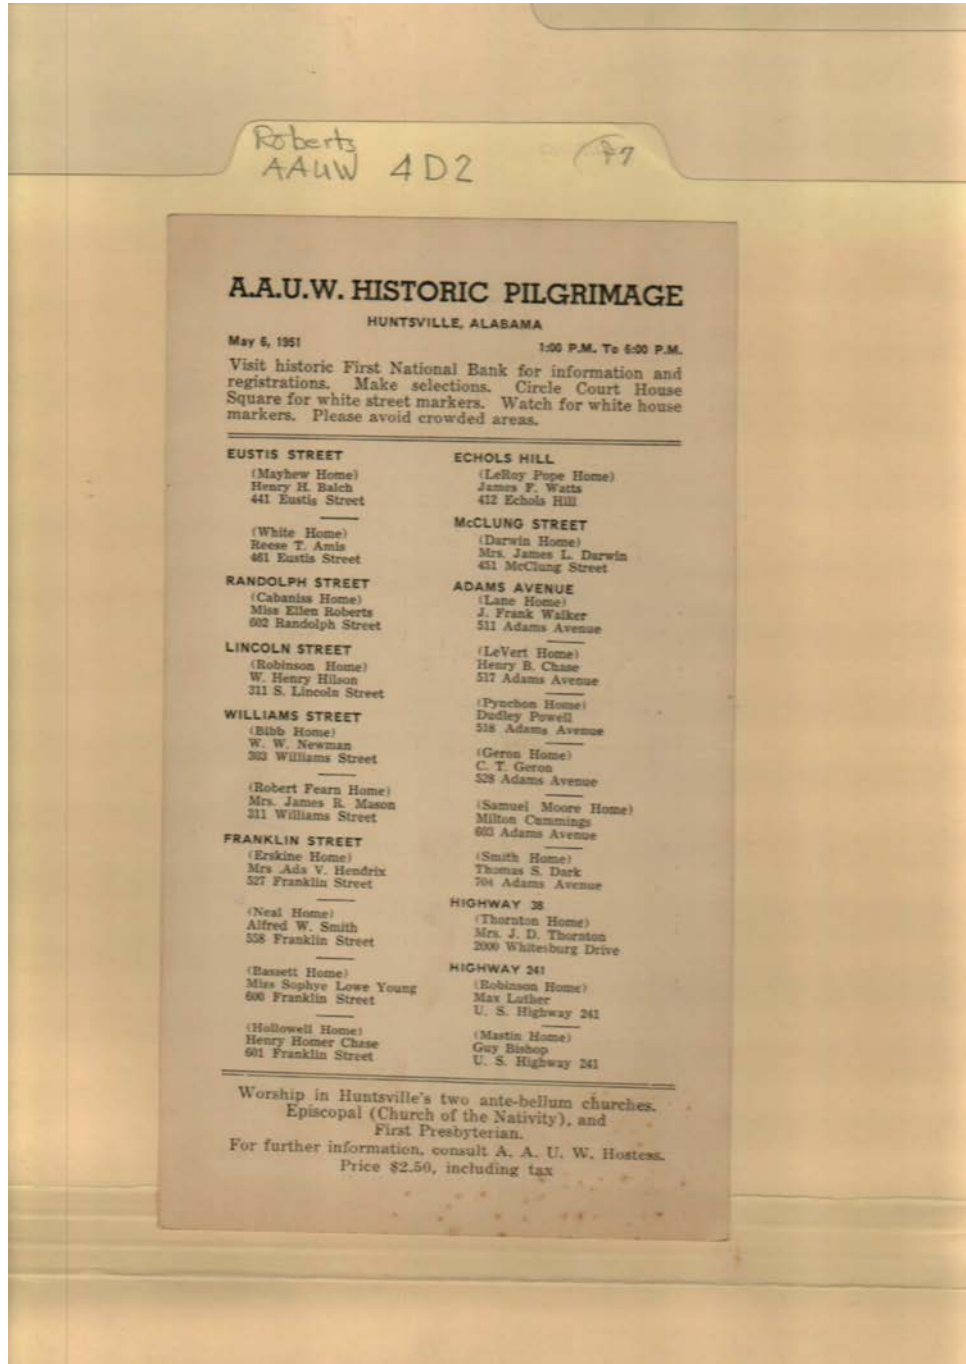 Roberts
AAUW 4D2
A.A.U.W. HISTORIC PILGRIMAGE
HUNTSVILLE, ALABAMA
May 6, 1951 1:00 P.M. To 6:00 P.M.
Visit historic First National Bank for information and
registrations. Make selections. Circle Court House
Square for white street markers. Watch for white house
markers. Please avoid crowded areas.
EUSTIS STREET
(Mayhew Home)
Henry H. Balch
441 Eustis Street
(White Home)
Reese T. Amis
461 Eustis Street
RANDOLPH STREET
(Cabaniss Home)
Miss Ellen Roberts
602 Randolph Street
LINCOLN STREET
(Robinson Home)
W. Henry Hilson
311 S. Lincoln Street
WILLIAMS STREET
(Bibb Home)
W. W. Newman
303 Williams Street
(Robert Fearn Home)
Mrs. James R. Mason
311 Williams Street
FRANKLIN STREET
(Erskine Home)
Mrs .Ada V. Hendrix
527 Franklin Street
(Neal Home)
Alfred W. Smith
558 Franklin Street
(Bassett Home)
Miss Sophye Lowe Young
600 Franklin Street
(Hollowell Home)
Henry Homer Chase
601 Franklin Street
ECHOLS HILL
(LeRoy Pope Home)
James F. Watts
412 Echols Hill
McCLUNG STREET
(Darwin Home)
Mrs. James L. Darwin
451 McClung Street
ADAMS AVENUE
(Lane Home)
J. Frank Walker
511 Adams Avenue
(LeVert Home)
Henry B. Chase
517 Adams Avenue
(Pynchon Home)
Dudley Powell
518 Adams Avenue
(Geron Home)
C. T. Geron
528 Adams Avenue
(Samuel Moore Home)
Milton Cummings
603 Adams Avenue
(Smith Home)
Thomas S. Dark
704 Adams Avenue
HIGHWAY 38
(Thornton Home)
Mrs. J. D. Thornton
2000 Whitesburg Drive
HIGHWAY 241
(Robinson Home)
Max Luther
U. S. Highway 241
(Mastin Home)
Guy Bishop
U. S. Highway 241
Worship in Huntsville's two ante-bellum churches.
Episcopal (Church of the Nativity), and
First Presbyterian.
For further information, consult A. A. U. W. Hostess.
Price $2.50, including tax